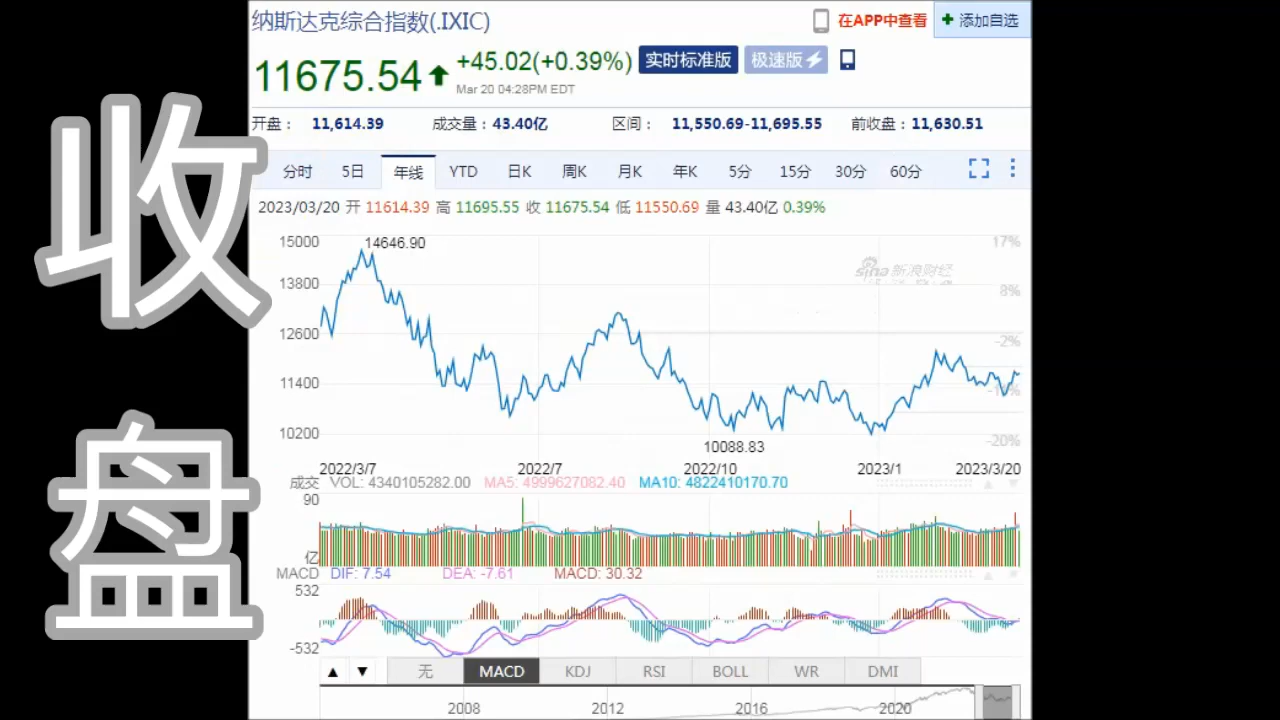 收
盘
纳斯达克综合指数(.IXIC)
在APP中查看
+ 添加自选
11675.54
+45.02(+0.39%)
实时标准版
极速版
Mar 20 04:28PM EDT
开盘： 11,614.39 成交量：43.40亿 区间： 11,550.69-11,695.55 前收盘：11,630.51
分时 5日 年线 YTD 日K 周K 月K 年K 5分 15分 30分 60分
2023/03/20 开 11614.39 高 11695.55 收 11675.54 低 11550.69 量 43.40亿 0.39%
15000 14646.90 17%
sina 新浪财经
13800 8%
12600 -2%
11400
10200 -20%
10088.83
2022/3/7 2022/7 2022/10 2023/1 2023/3/20
成交 VOL: 4340105282.00 MA5: 4999627082.40 MA10: 4822410170.70
90
亿
MACD DIF: 7.54 DEA: -7.61 MACD: 30.32
532
-532
▲ ▼ 无 MACD KDJ RSI BOLL WR DMI
2008 2012 2016 2020